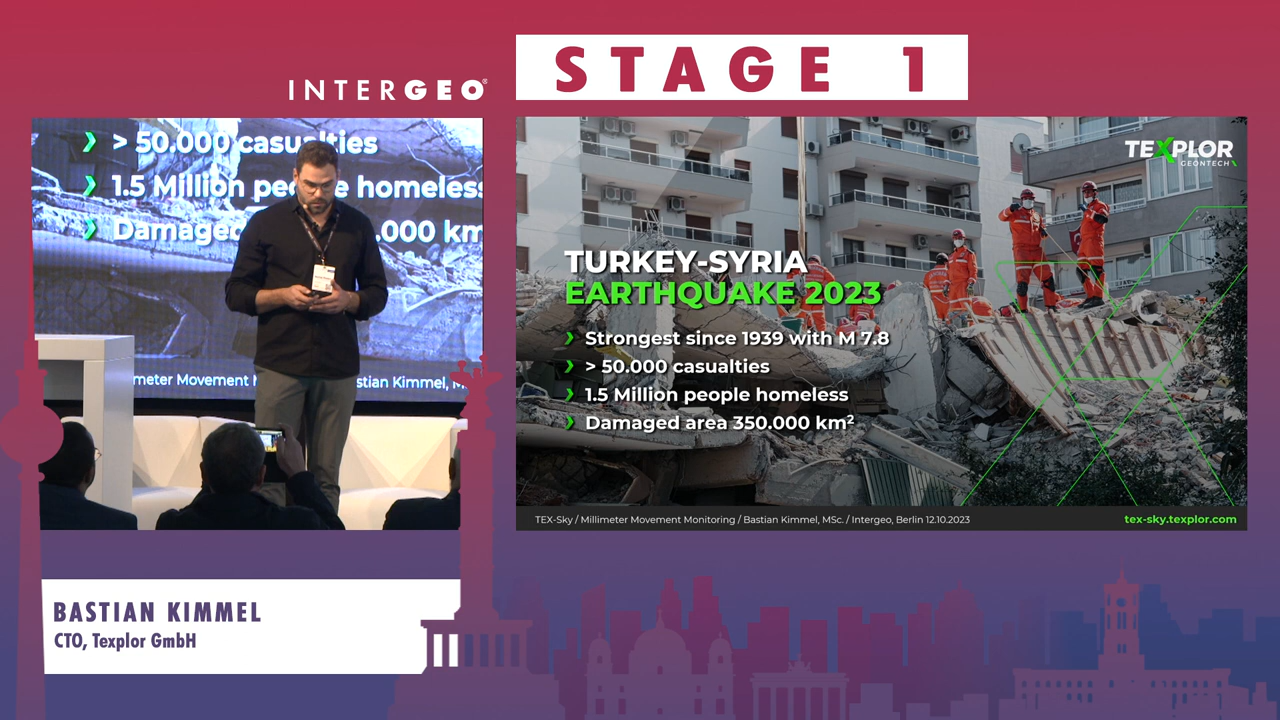 STAGE 1
INTERGEO®
> 50.000 casualties
1.5 Million people homeless
Damaged .000 km
meter Movement M stian Kimmel, M
TEXPLOR
GEONTECH
TURKEY-SYRIA
EARTHQUAKE 2023
Strongest since 1939 with M 7.8
> 50.000 casualties
1.5 Million people homeless
Damaged area 350.000 km²
TEX-Sky / Millimeter Movement Monitoring / Bastian Kimmel, MSc. / Intergeo, Berlin 12.10.2023
tex-sky.texplor.com
BASTIAN KIMMEL
CTO, Texplor GmbH